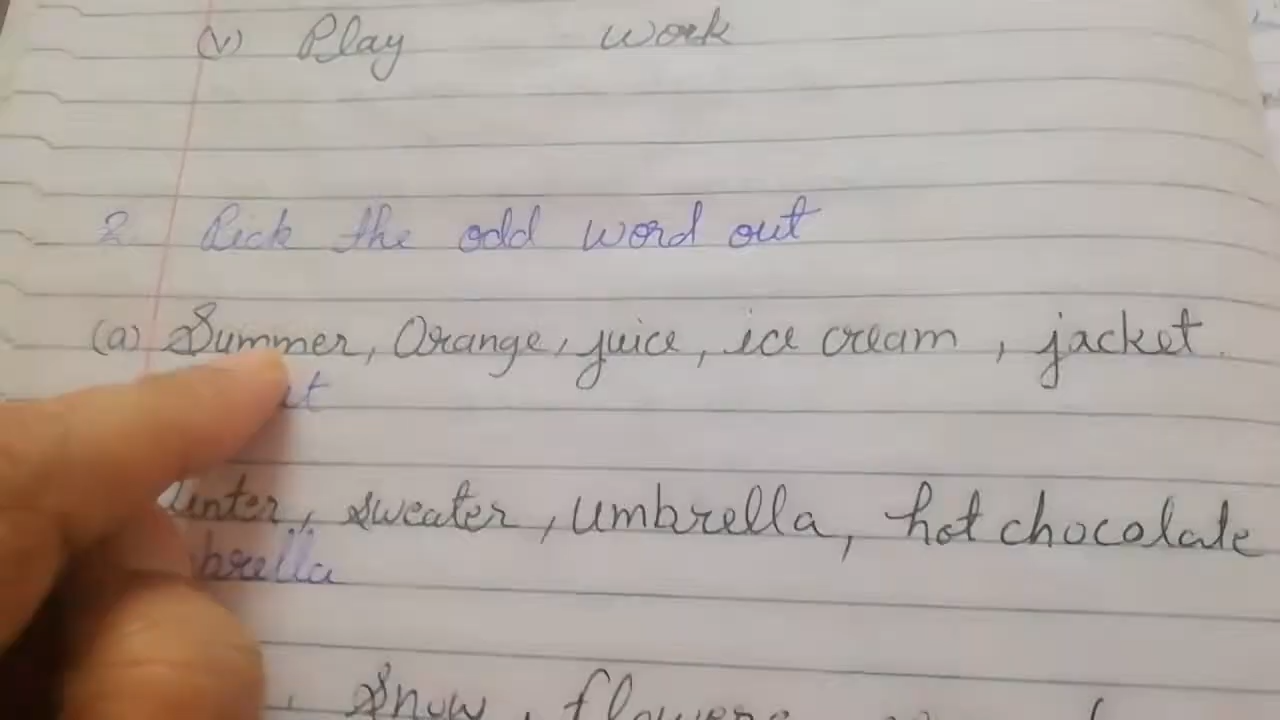 (v) Play work
2. Pick the odd word out
(a) Summer, Orange, juice, ice cream, jacket.
sweater, umbrella, hot chocolate
Snow, flowers